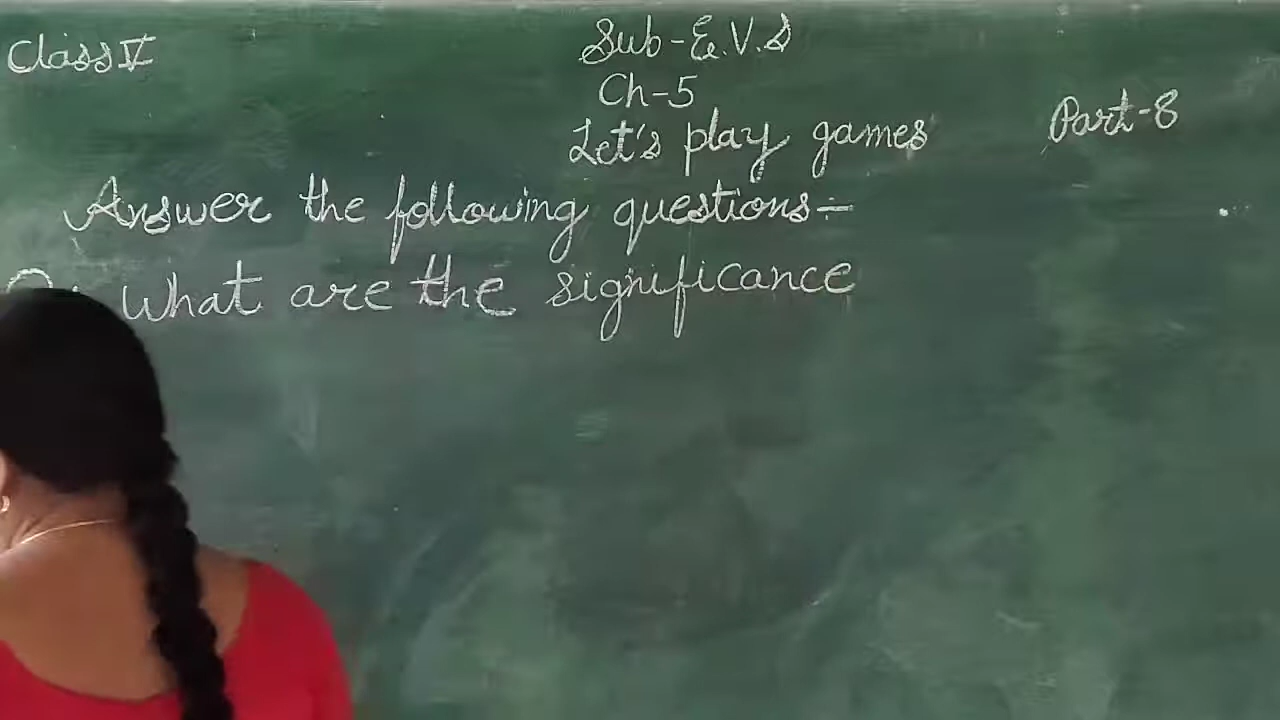 Class V
Sub-E.V.S
Ch-5
Let's play games
Part-8
Answer the following questions-
What are the significance